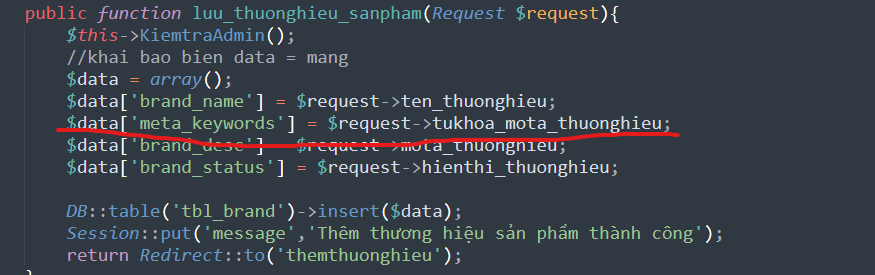 public function luu_thuonghieu_sanpham(Request $request){
$this->KiemtraAdmin();
//khai bao bien data = mang
$data = array();
$data['brand_name'] = $request->ten_thuonghieu;
$data['meta_keywords'] = $request->tukhoa_mota_thuonghieu;
$data['brand_desc'] = $request->mota_thuonghieu;
$data['brand_status'] = $request->hienthi_thuonghieu;
DB::table('tbl_brand')->insert($data);
Session::put('message','Thêm thương hiệu sản phẩm thành công');
return Redirect::to('themthuonghieu');
}